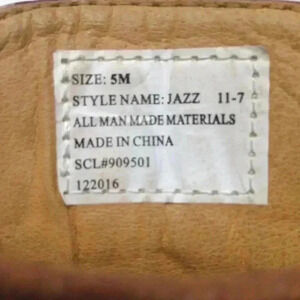 SIZE: 5M
STYLE NAME: JAZZ 11-7
ALL MAN MADE MATERIALS
MADE IN CHINA
SCL#909501
122016